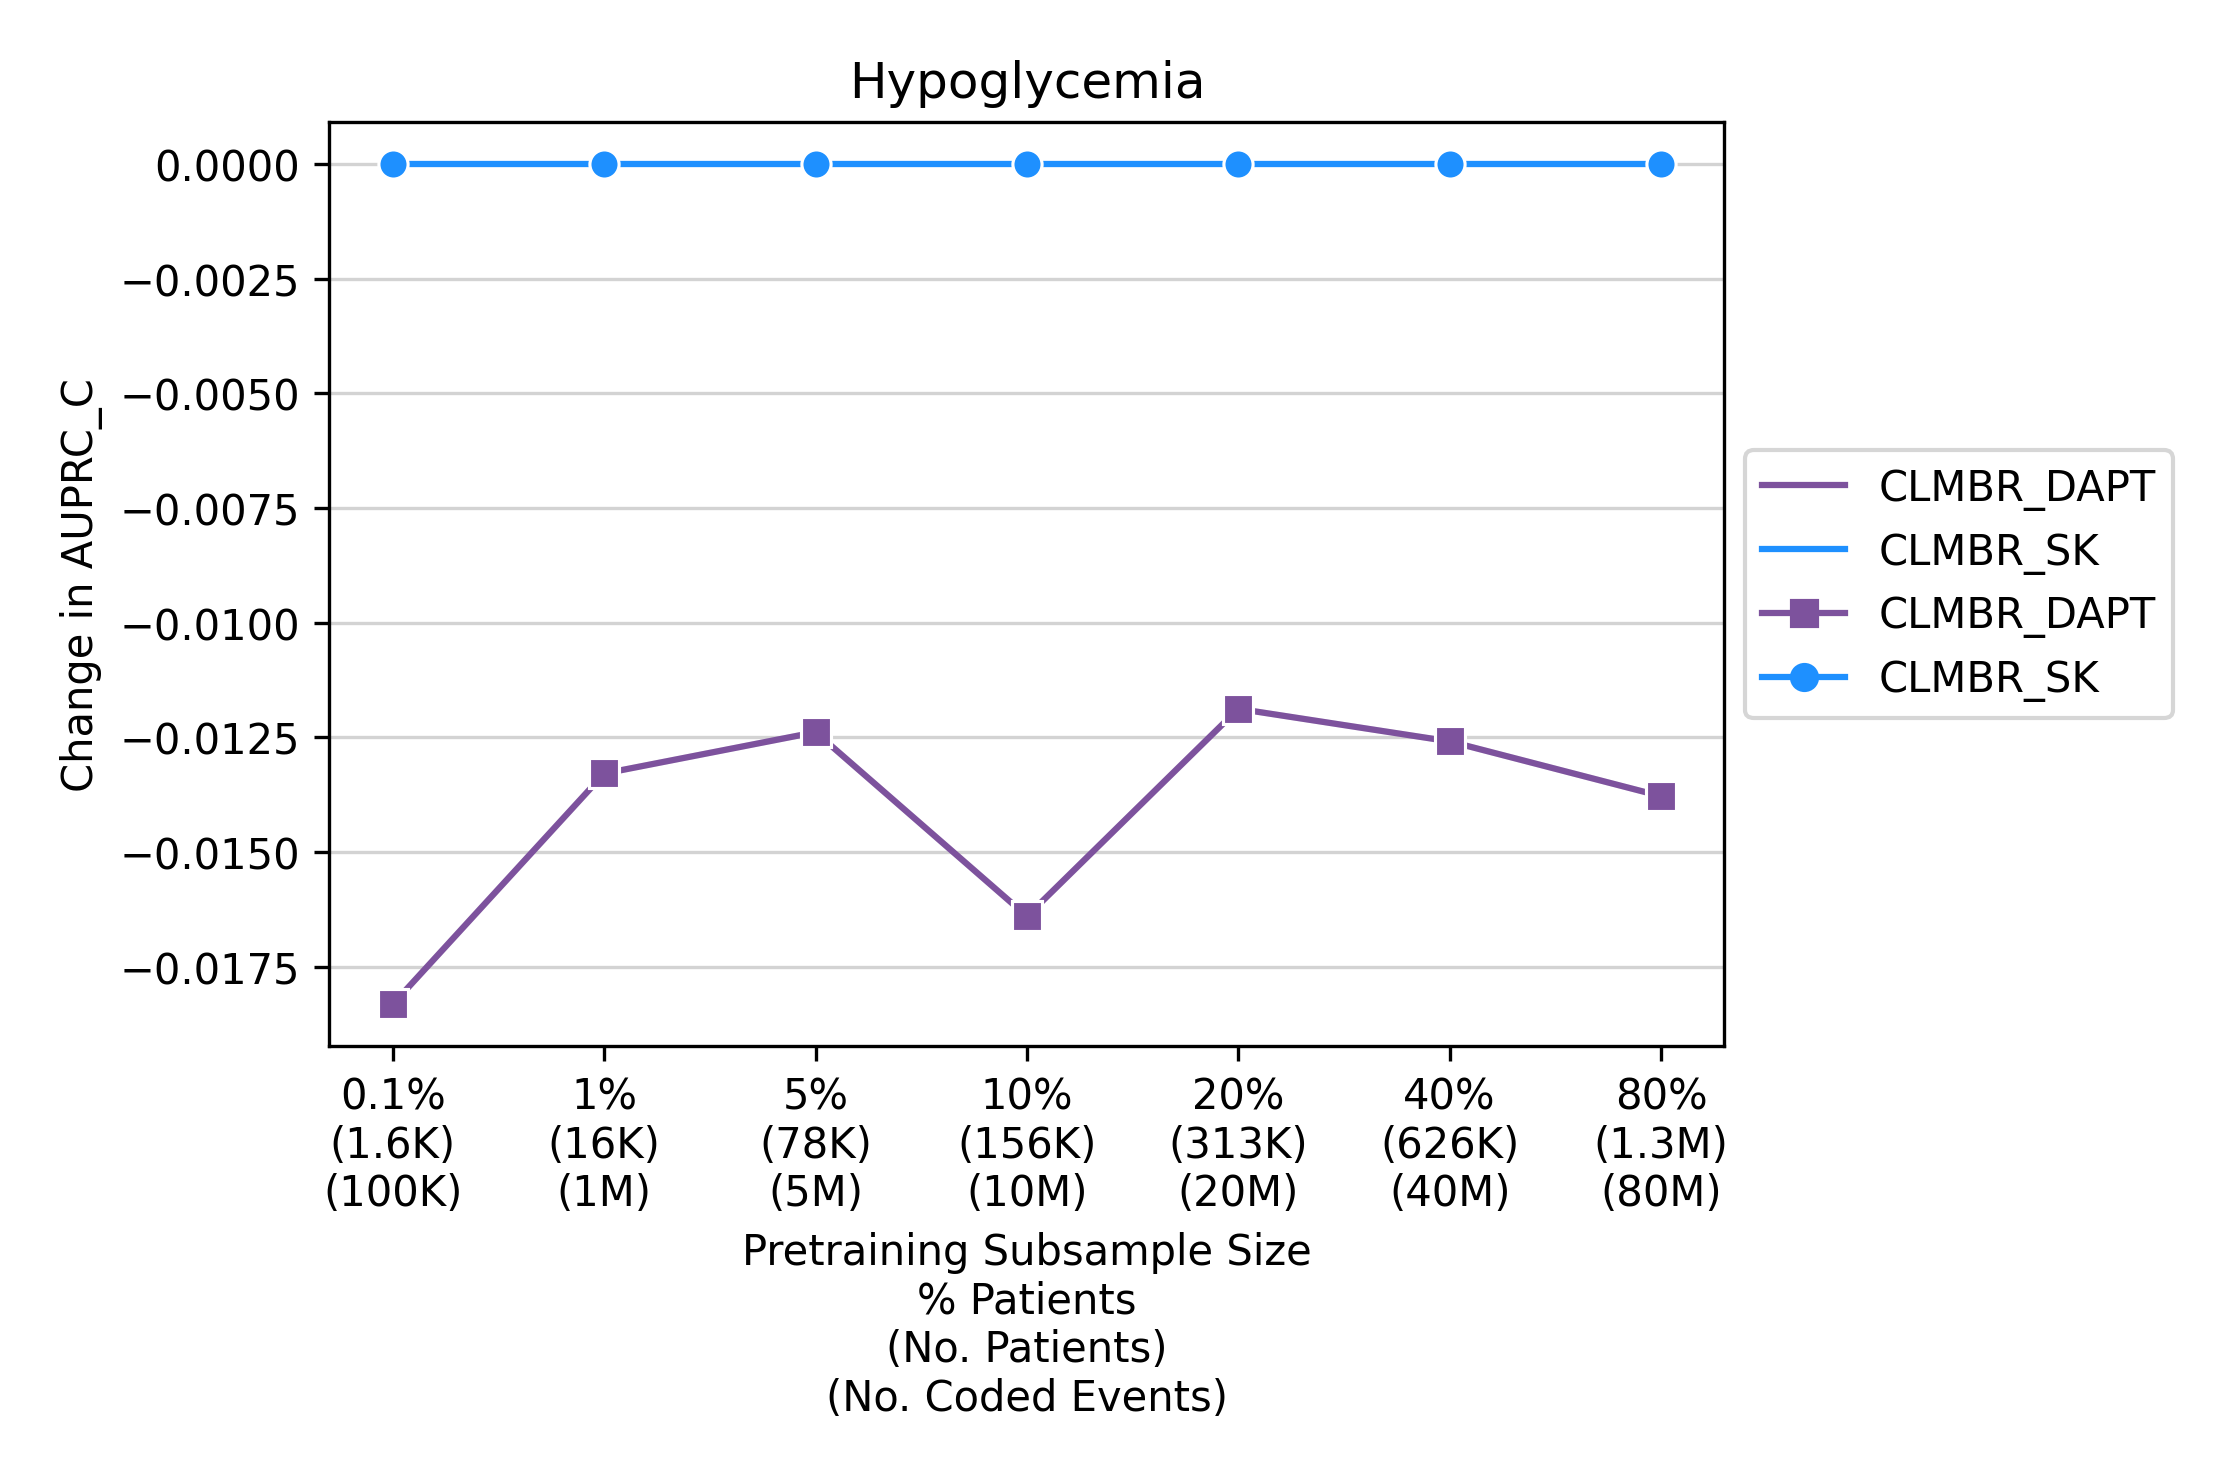 Hypoglycemia
0.0000
−0.0025
−0.0050
−0.0075
−0.0100
−0.0125
−0.0150
−0.0175
Change in AUPRC_C
0.1% 1% 5% 10% 20% 40% 80%
(1.6K) (16K) (78K) (156K) (313K) (626K) (1.3M)
(100K) (1M) (5M) (10M) (20M) (40M) (80M)
Pretraining Subsample Size
% Patients
(No. Patients)
(No. Coded Events)
CLMBR_DAPT
CLMBR_SK
CLMBR_DAPT
CLMBR_SK